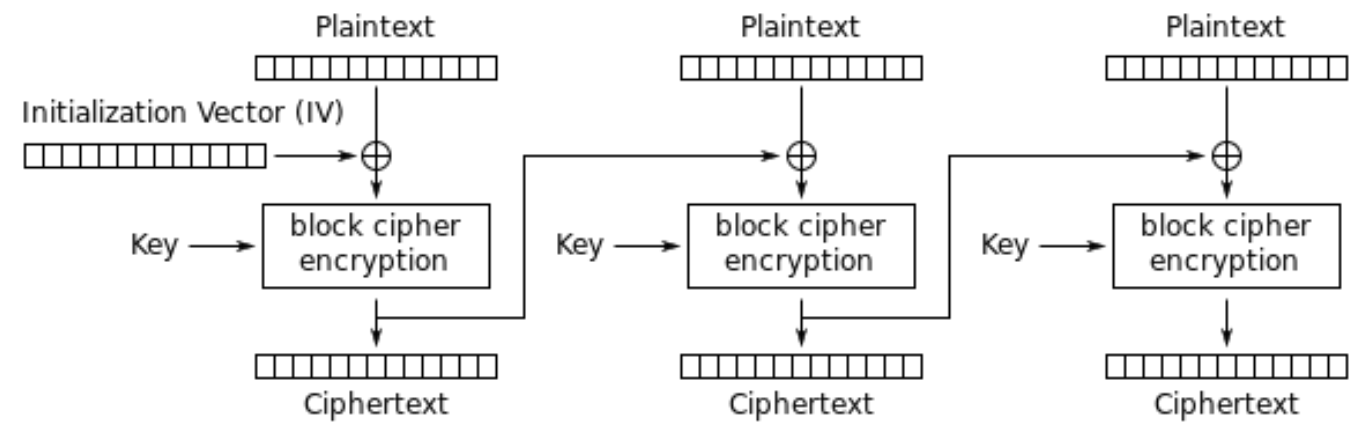 Plaintext
Plaintext
Plaintext
Initialization Vector (IV)
Key
block cipher
encryption
Key
block cipher
encryption
Key
block cipher
encryption
Ciphertext
Ciphertext
Ciphertext